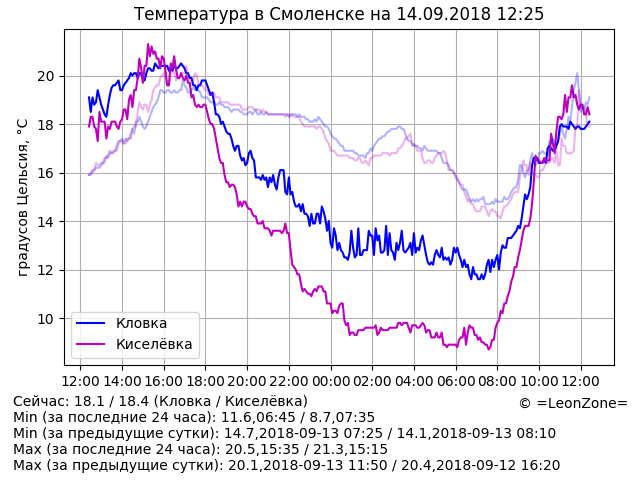 Температура в Смоленске на 14.09.2018 12:25
градусов Цельсия, °C
20
18
16
14
12
10
Кловка
Киселёвка
12:00 14:00 16:00 18:00 20:00 22:00 00:00 02:00 04:00 06:00 08:00 10:00 12:00
Сейчас: 18.1 / 18.4 (Кловка / Киселёвка)
© =LeonZone=
Min (за последние 24 часа): 11.6,06:45 / 8.7,07:35
Min (за предыдущие сутки): 14.7,2018-09-13 07:25 / 14.1,2018-09-13 08:10
Max (за последние 24 часа): 20.5,15:35 / 21.3,15:15
Max (за предыдущие сутки): 20.1,2018-09-13 11:50 / 20.4,2018-09-12 16:20